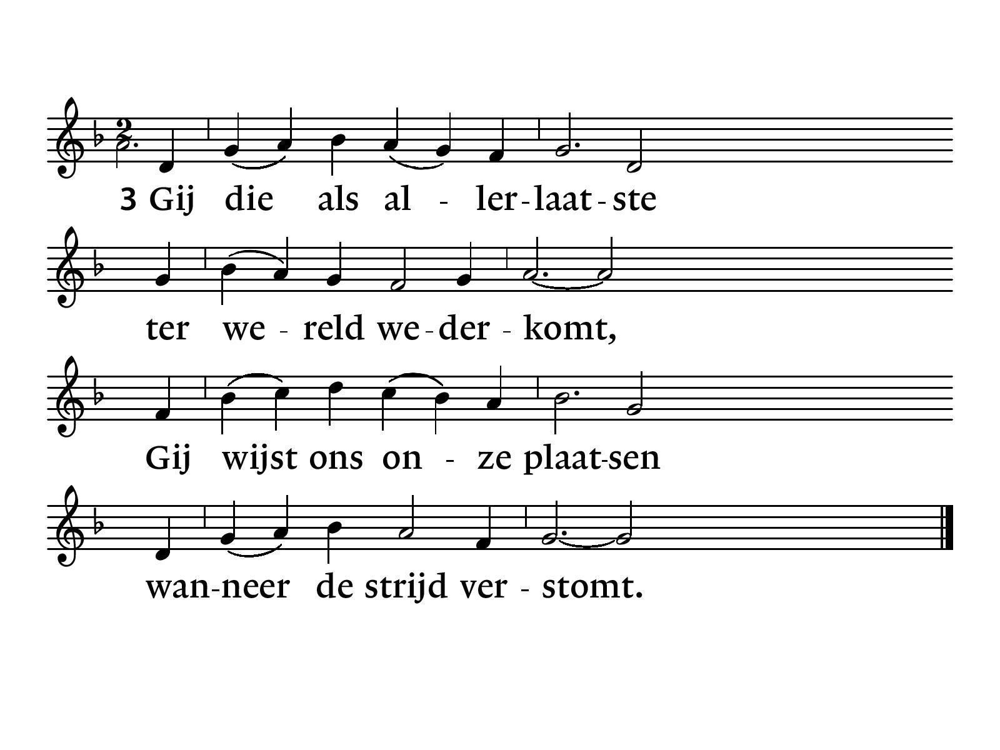 2
3 Gij die als al - ler - laat - ste
ter we - reld we - der - komt,
Gij wijst ons on - ze plaat - sen
wan - neer de strijd ver - stomt.